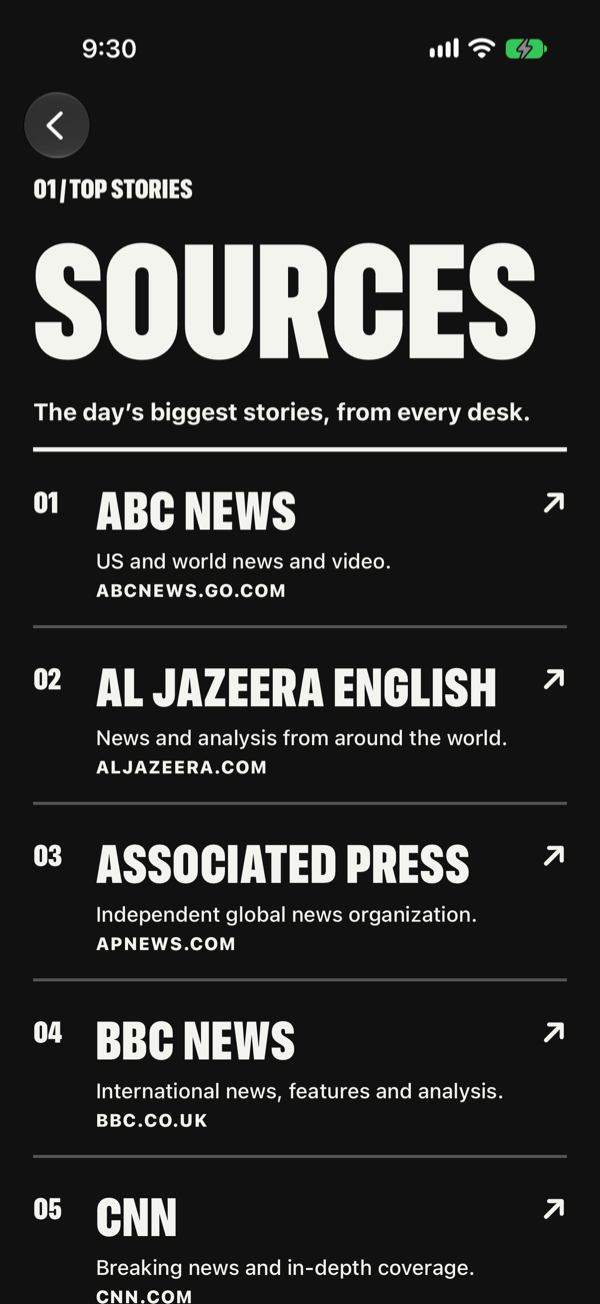 9:30
01/TOP STORIES
SOURCES
The day’s biggest stories, from every desk.
01 ABC NEWS
US and world news and video.
ABCNEWS.GO.COM
02 AL JAZEERA ENGLISH
News and analysis from around the world.
ALJAZEERA.COM
03 ASSOCIATED PRESS
Independent global news organization.
APNEWS.COM
04 BBC NEWS
International news, features and analysis.
BBC.CO.UK
05 CNN
Breaking news and in-depth coverage.
CNN.COM